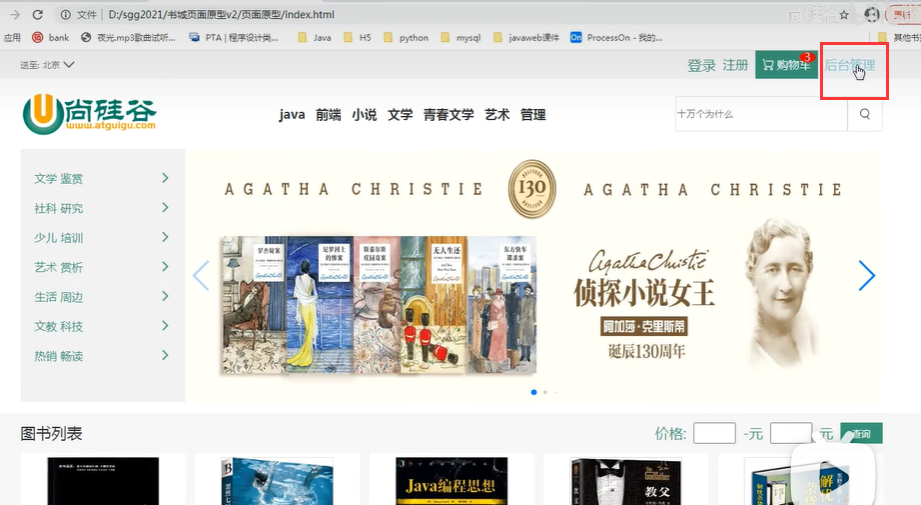 文件 | D:/sgg2021/书城页面原型v2/页面原型/index.html
应用 bank 夜光.mp3歌曲试听... PTA | 程序设计类... Java H5 python mysql javaweb课件 On ProcessOn - 我的... 其他书
送至: 北京 登录 注册 购物车 3 后台管理
尚硅谷
www.atguigu.com
java 前端 小说 文学 青春文学 艺术 管理
十万个为什么
文学 鉴赏
社科 研究
少儿 培训
艺术 赏析
生活 周边
文教 科技
热销 畅读
AGATHA CHRISTIE 130 AGATHA CHRISTIE
罗杰疑案
尼罗河上的惨案
斯泰尔斯庄园奇案
无人生还
东方快车谋杀案
Agatha Christie
侦探小说女王
阿加莎·克里斯蒂
诞辰130周年
图书列表 价格: -元 元 查询
Java编程思想
The Godfather
教父